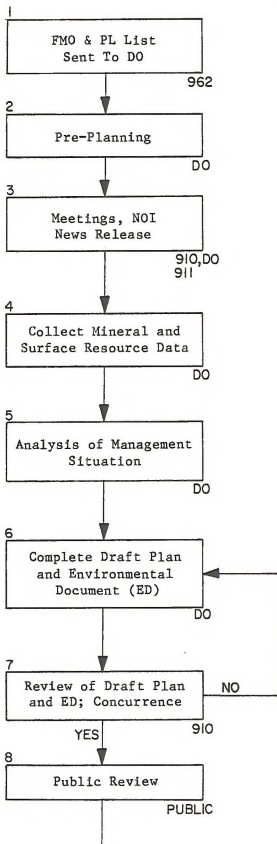 1
FMO & PL List
Sent To DO
962
2
Pre-Planning
DO
3
Meetings, NOI
News Release
910,DO
911
4
Collect Mineral and
Surface Resource Data
DO
5
Analysis of Management
Situation
DO
6
Complete Draft Plan
and Environmental
Document (ED)
DO
7
Review of Draft Plan
and ED; Concurrence
NO
910
YES
8
Public Review
PUBLIC